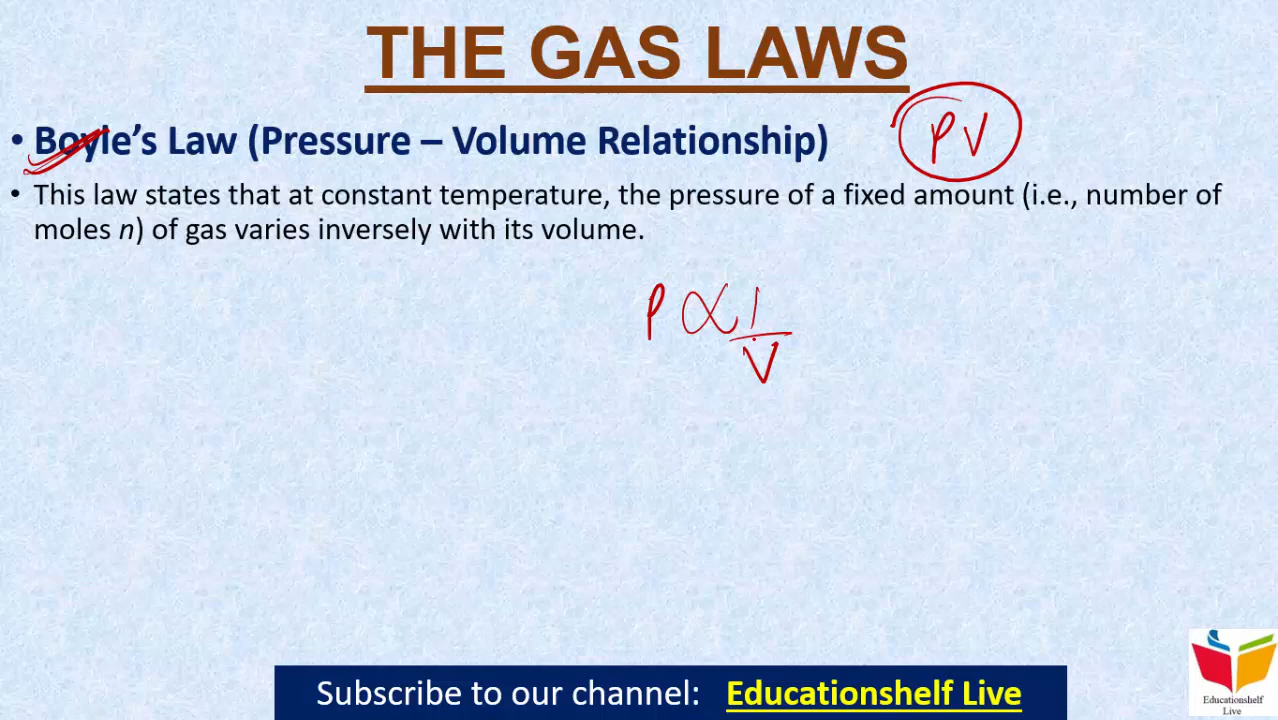 THE GAS LAWS
• Boyle's Law (Pressure – Volume Relationship)
P V
• This law states that at constant temperature, the pressure of a fixed amount (i.e., number of
moles n) of gas varies inversely with its volume.
P ∝ 1/V
Subscribe to our channel: Educationshelf Live
Educationshelf
Live